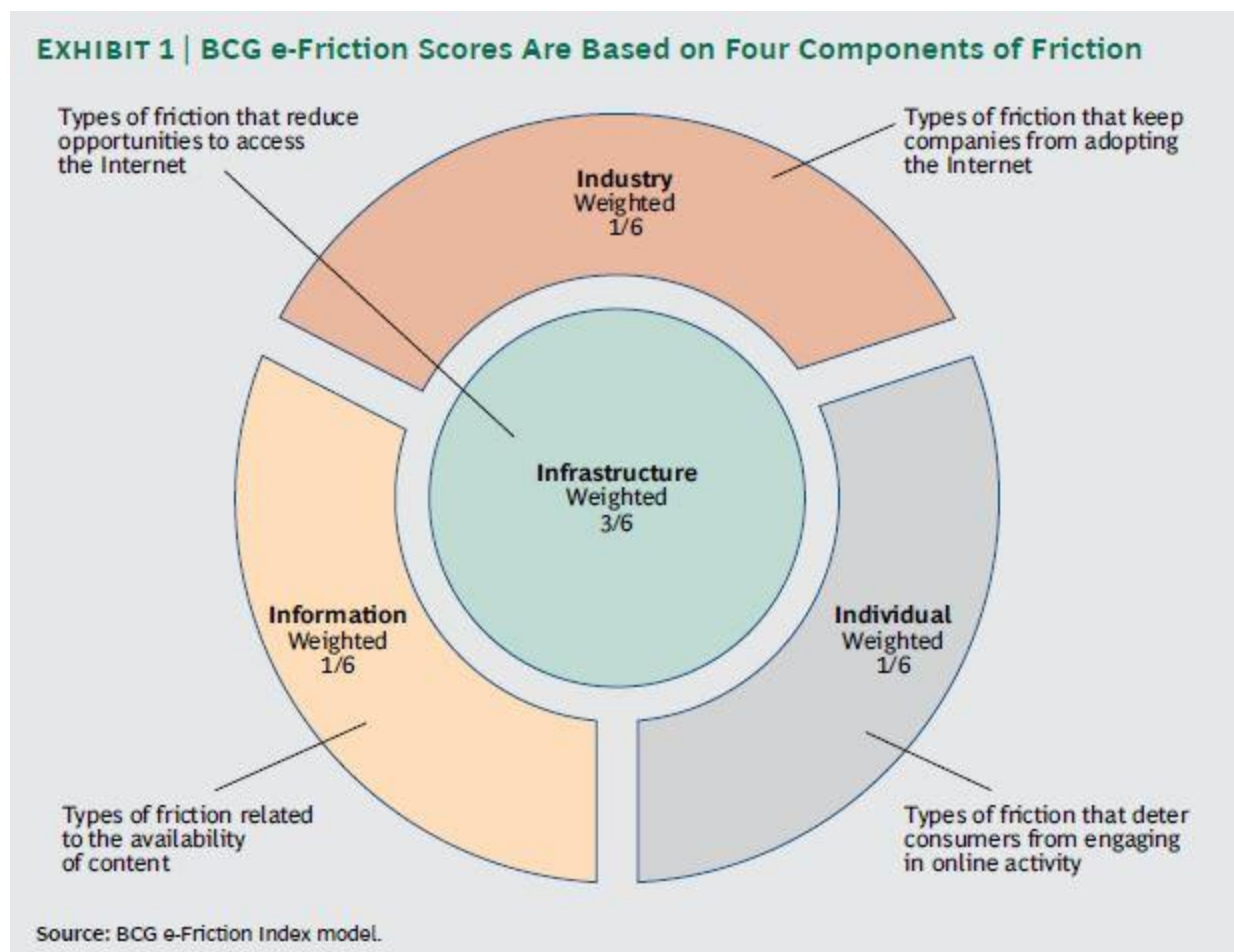 EXHIBIT 1 | BCG e-Friction Scores Are Based on Four Components of Friction
Types of friction that reduce
opportunities to access
the Internet
Types of friction that keep
companies from adopting
the Internet
Industry
Weighted
1/6
Infrastructure
Weighted
3/6
Information
Weighted
1/6
Individual
Weighted
1/6
Types of friction related
to the availability
of content
Types of friction that deter
consumers from engaging
in online activity
Source: BCG e-Friction Index model.